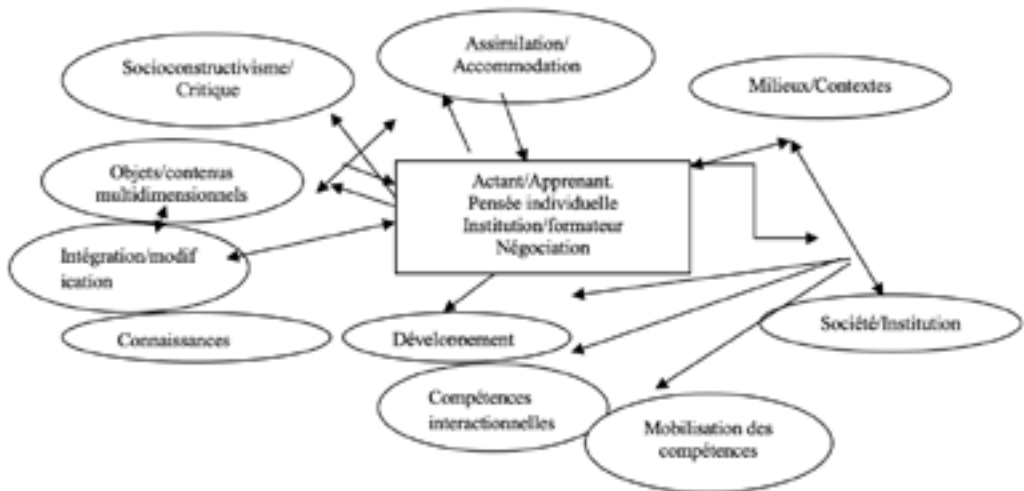 Assimilation/
Accommodation
Socioconstructivisme/
Critique
Milieux/Contextes
Objets/contenus
multidimensionnels
Actant/Apprenant.
Pensée individuelle
Institution/formateur
Négociation
Intégration/modif
ication
Connaissances
Dévelonnement
Société/Institution
Compétences
interactionnelles
Mobilisation des
compétences